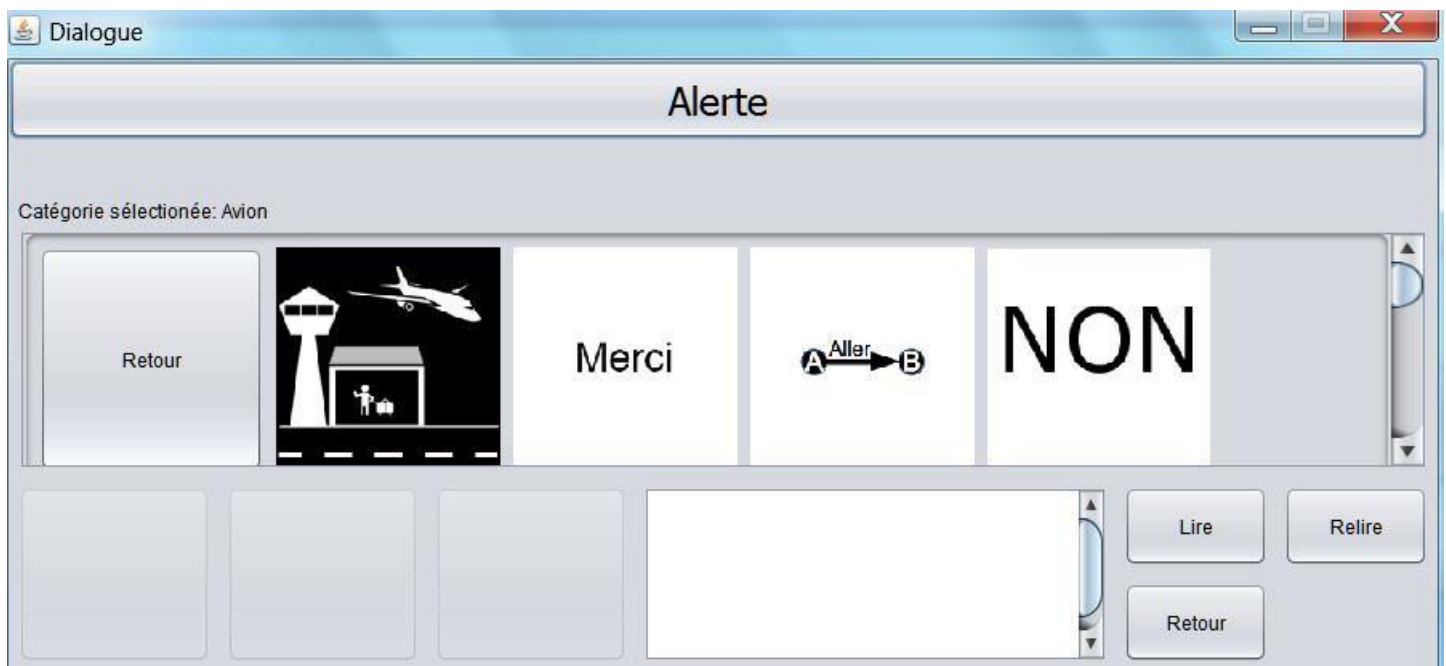 Dialogue
Alerte
Catégorie sélectionée: Avion
Retour
Merci
A Aller B
NON
Lire
Relire
Retour